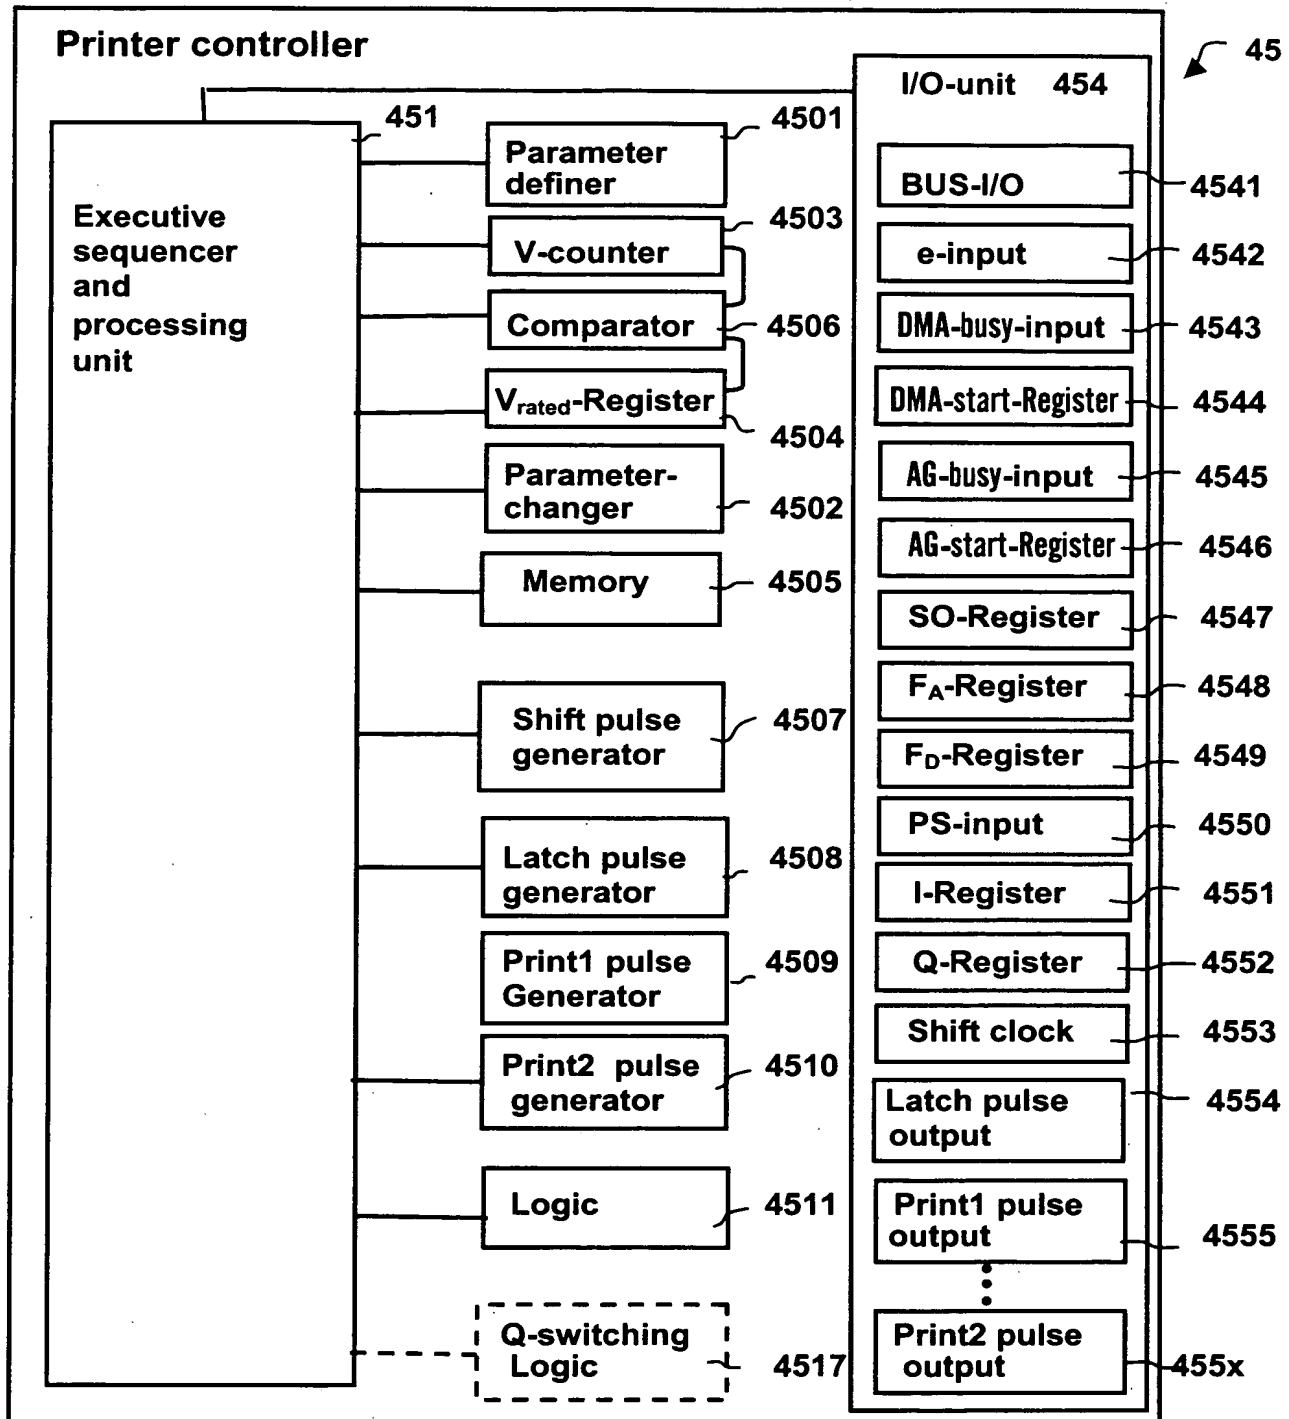 Printer controller
45
I/O-unit 454
451
Executive
sequencer
and
processing
unit
Parameter
definer
4501
V-counter
4503
Comparator
4506
Vrated-Register
4504
Parameter-
changer
4502
Memory
4505
Shift pulse
generator
4507
Latch pulse
generator
4508
Print1 pulse
Generator
4509
Print2 pulse
generator
4510
Logic
4511
Q-switching
Logic
4517
BUS-I/O
4541
e-input
4542
DMA-busy-input
4543
DMA-start-Register
4544
AG-busy-input
4545
AG-start-Register
4546
SO-Register
4547
FA-Register
4548
FD-Register
4549
PS-input
4550
I-Register
4551
Q-Register
4552
Shift clock
4553
Latch pulse
output
4554
Print1 pulse
output
4555
Print2 pulse
output
455x